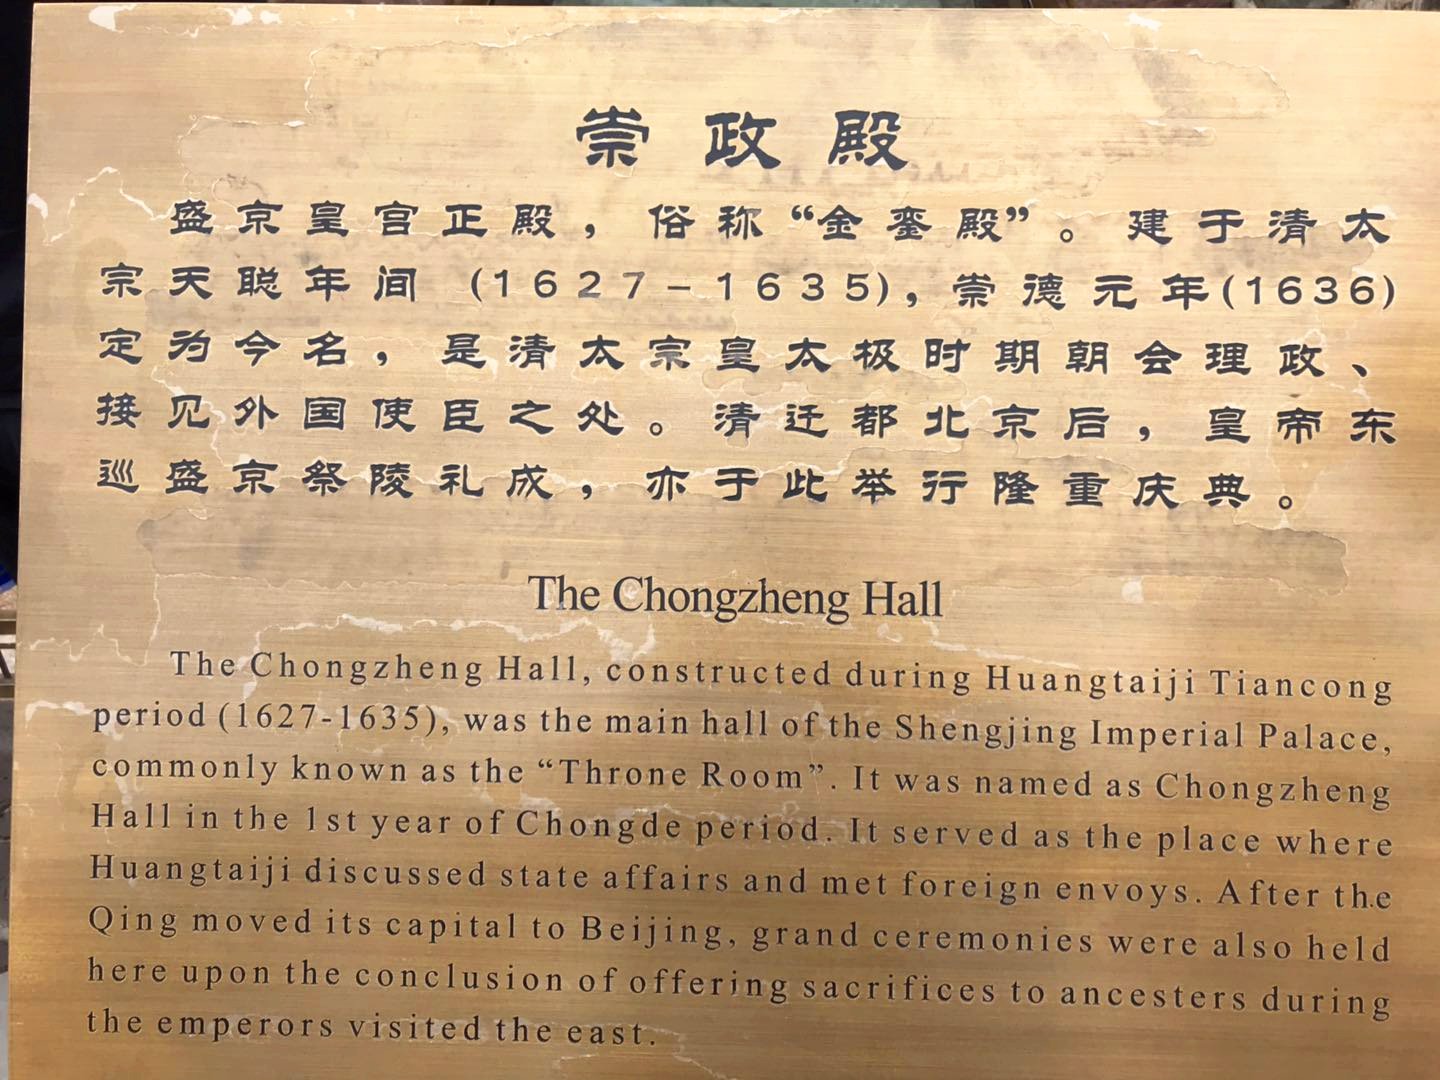 崇政殿
盛京皇宫正殿，俗称“金銮殿”。建于清太
宗天聪年间（1627-1635），崇德元年(1636)
定为今名，是清太宗皇太极时期朝会理政、
接见外国使臣之处。清迁都北京后，皇帝东
巡盛京祭陵礼成，亦于此举行隆重庆典。
The Chongzheng Hall
The Chongzheng Hall, constructed during Huangtaiji Tiancong
period (1627-1635), was the main hall of the Shengjing Imperial Palace,
commonly known as the “Throne Room”. It was named as Chongzheng
Hall in the 1st year of Chongde period. It served as the place where
Huangtaiji discussed state affairs and met foreign envoys. After the
Qing moved its capital to Beijing, grand ceremonies were also held
here upon the conclusion of offering sacrifices to ancesters during
the emperors visited the east.